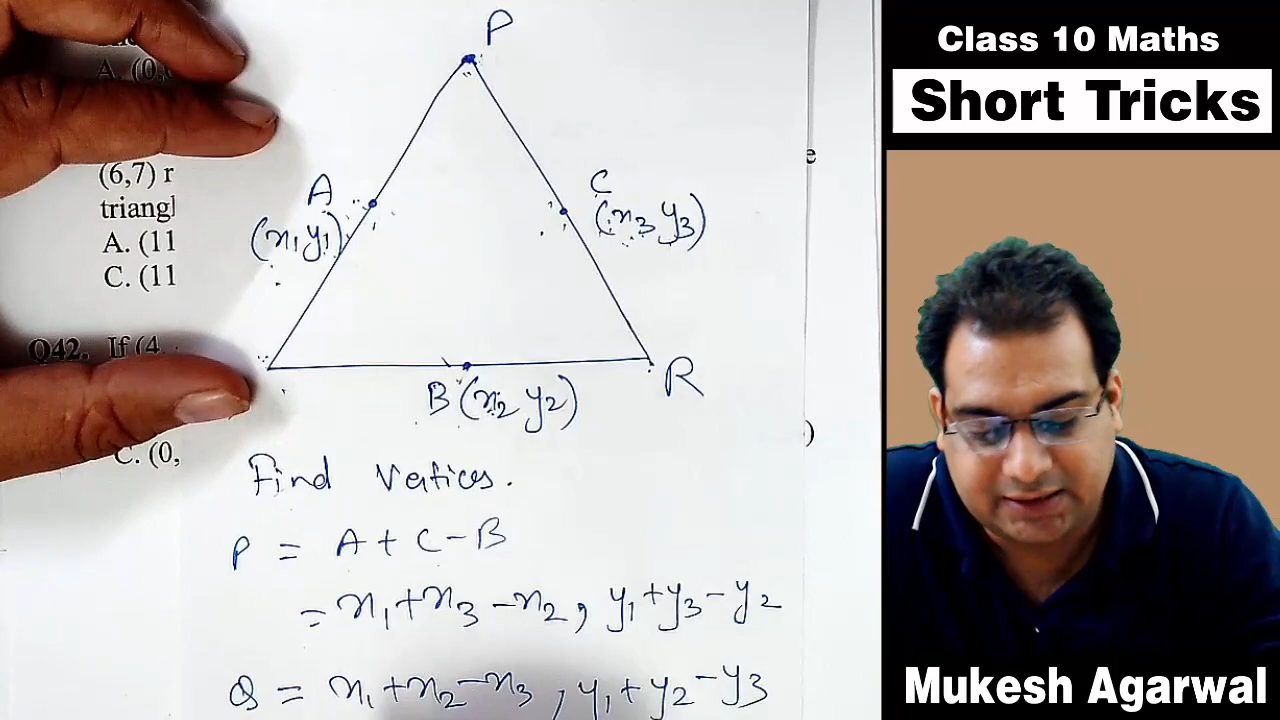 P
A. (0,
(6,7) r
triangl
A. (11
C. (11
Q42. If (4
C. (0,
A
(x₁ y₁)
C
(x₃ y₃)
B (x₂ y₂)
R
e
)
Find Vertices.
P = A + C - B
= x₁ + x₃ - x₂, y₁ + y₃ - y₂
Q = x₁ + x₂ - x₃, y₁ + y₂ - y₃
Class 10 Maths
Short Tricks
Mukesh Agarwal